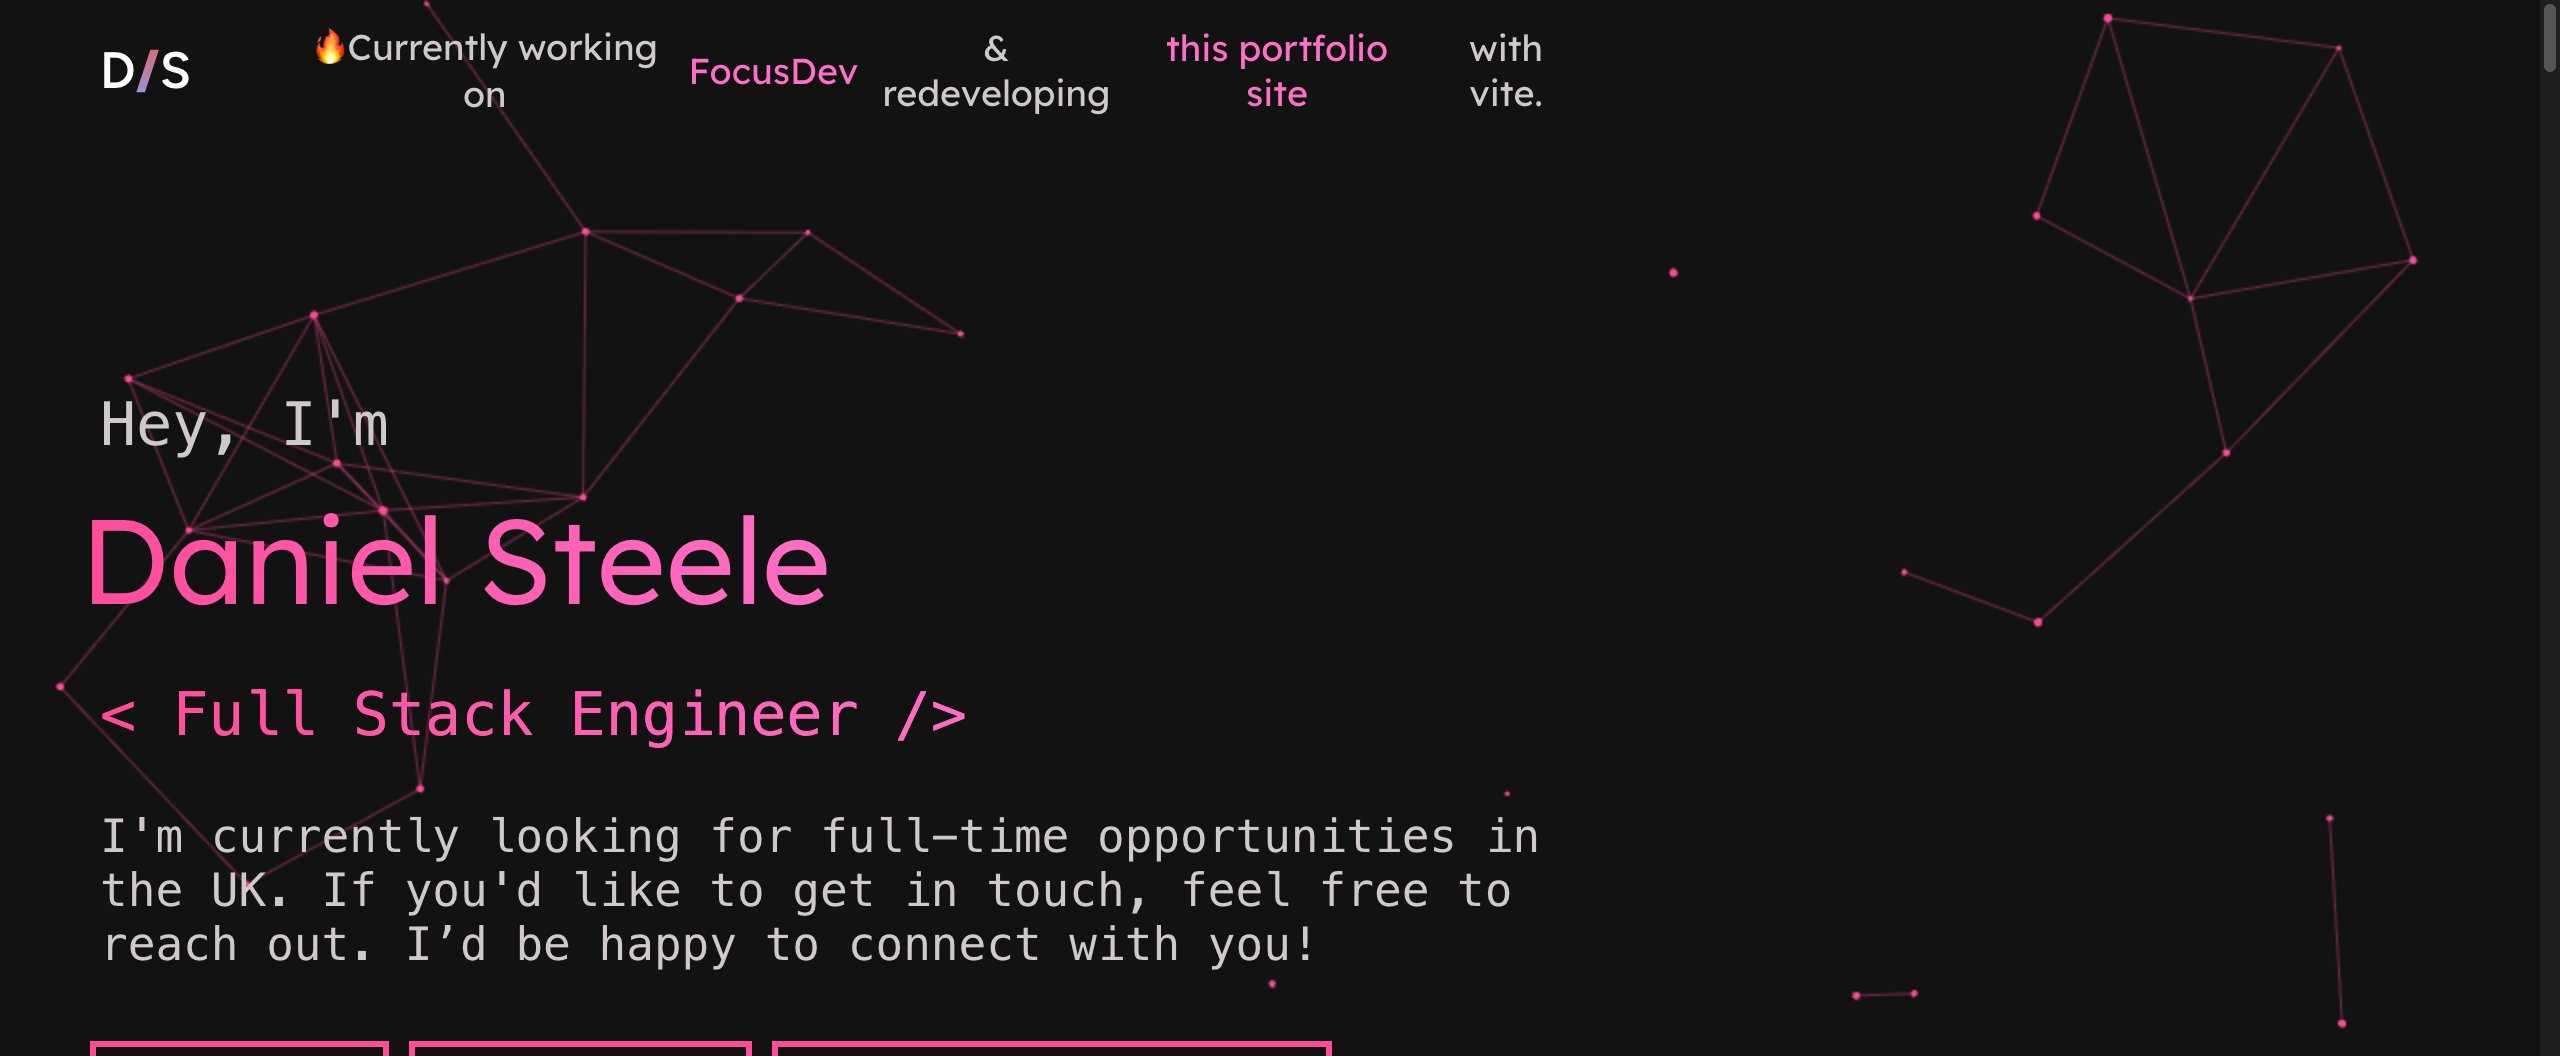 D/S
🔥Currently working
on
FocusDev
&
redeveloping
this portfolio
site
with
vite.
Hey, I'm
Daniel Steele
< Full Stack Engineer />
I'm currently looking for full-time opportunities in
the UK. If you'd like to get in touch, feel free to
reach out. I’d be happy to connect with you!